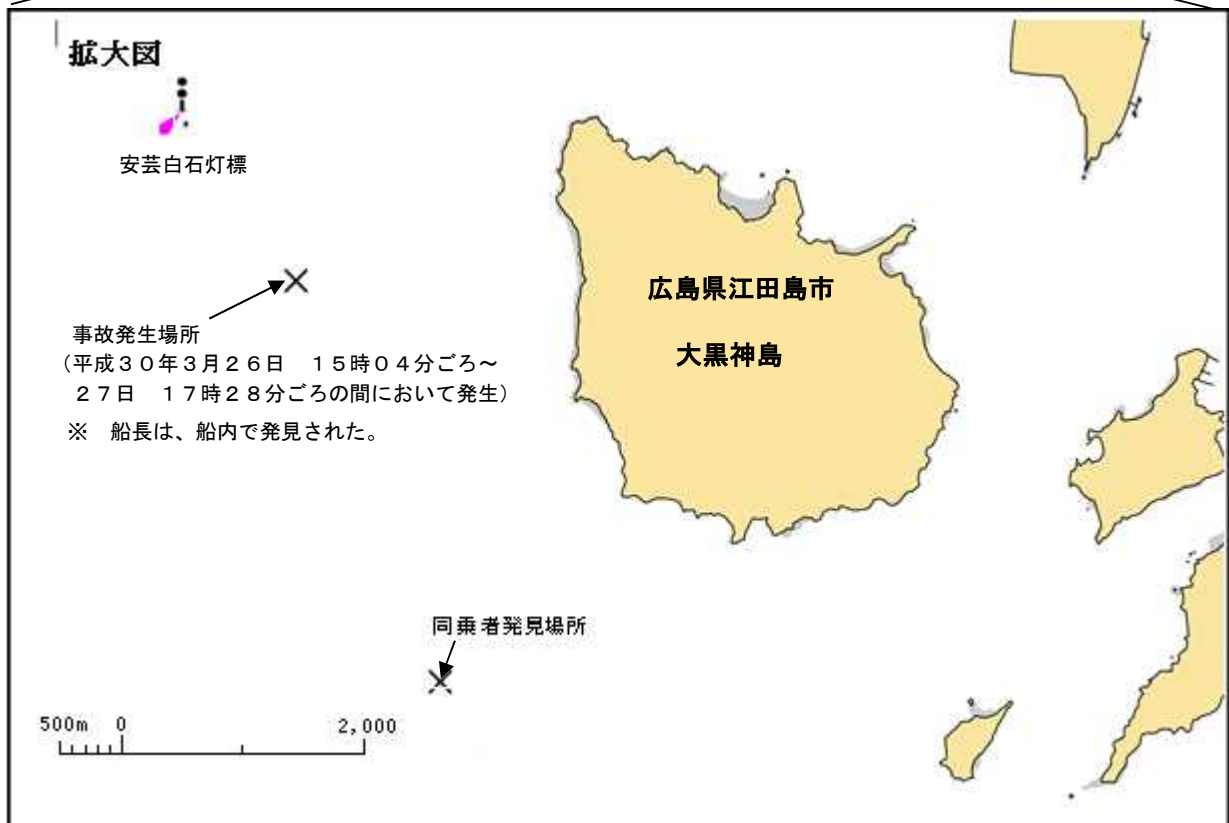 拡大図
安芸白石灯標
広島県江田島市
大黒神島
事故発生場所
(平成30年3月26日 15時04分ごろ~
27日 17時28分ごろの間において発生)
※ 船長は、船内で発見された。
同乗者発見場所
500m 0 2,000